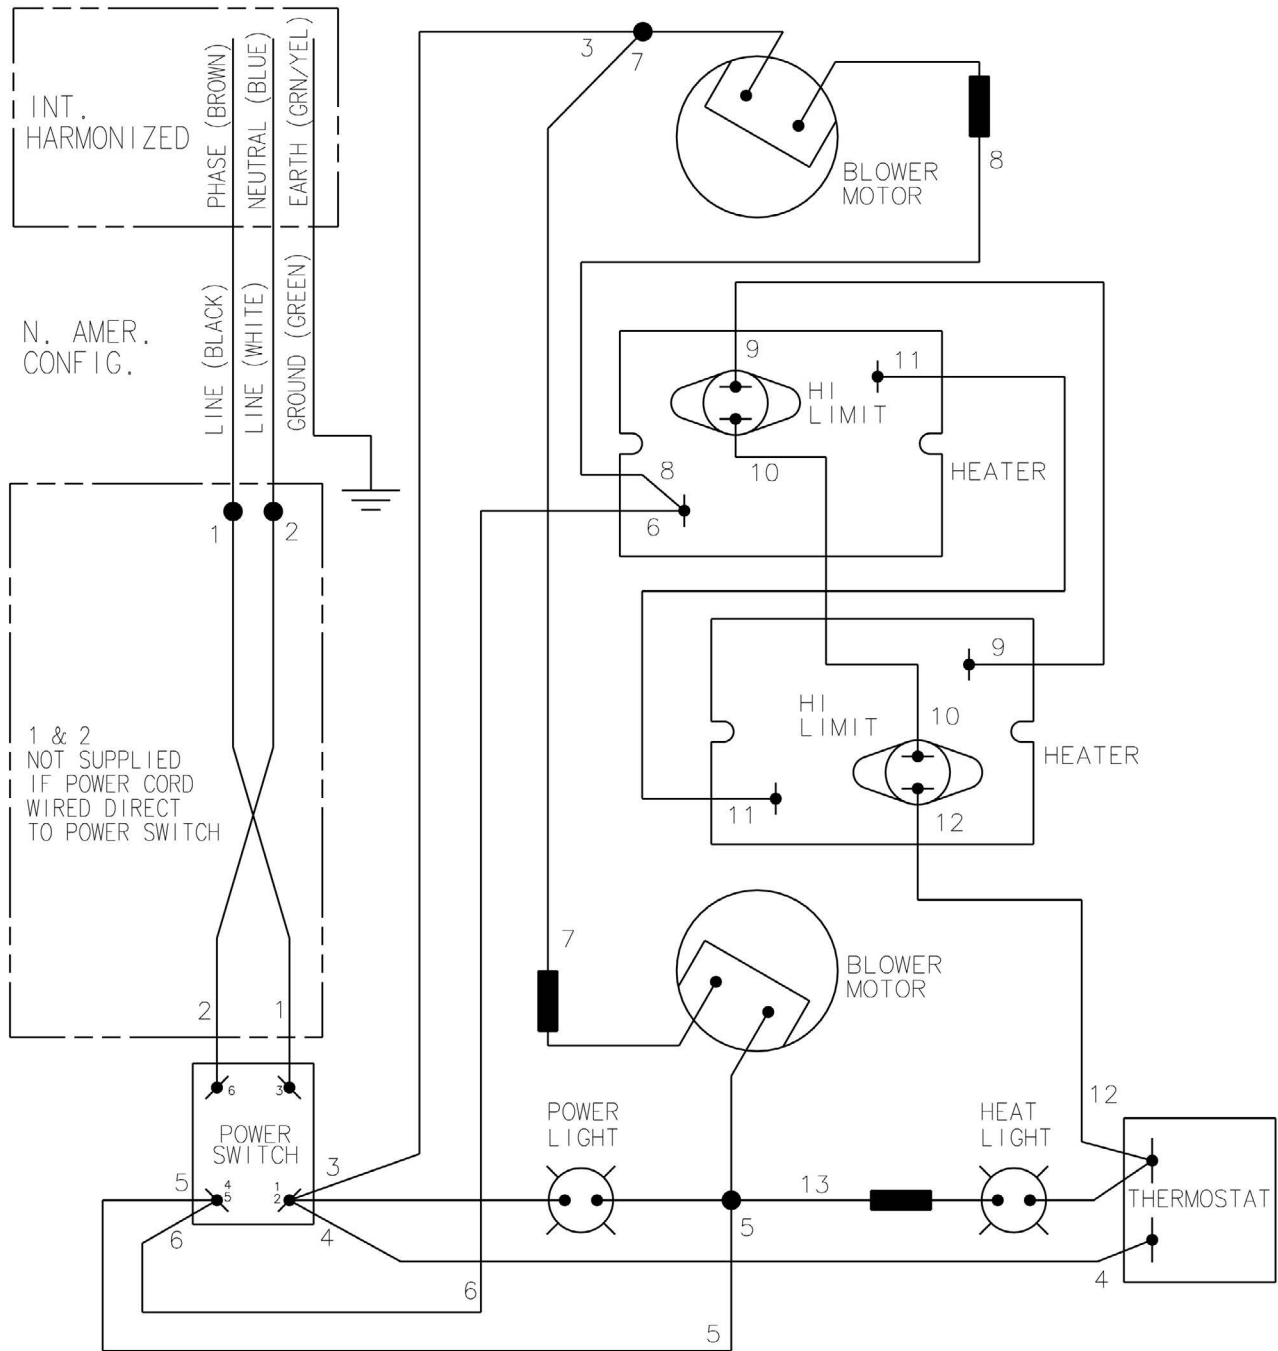 INT.
HARMONIZED
PHASE (BROWN)
NEUTRAL (BLUE)
EARTH (GRN/YEL)
3
7
BLOWER
MOTOR
8
N. AMER.
CONFIG.
LINE (BLACK)
LINE (WHITE)
GROUND (GREEN)
9
11
HI
LIMIT
8
10
HEATER
6
1
2
9
HI
LIMIT
10
HEATER
11
12
1 & 2
NOT SUPPLIED
IF POWER CORD
WIRED DIRECT
TO POWER SWITCH
7
BLOWER
MOTOR
2
1
6
3
POWER
SWITCH
3
POWER
LIGHT
HEAT
LIGHT
12
5
4
5
1
2
13
THERMOSTAT
6
4
5
6
4
5